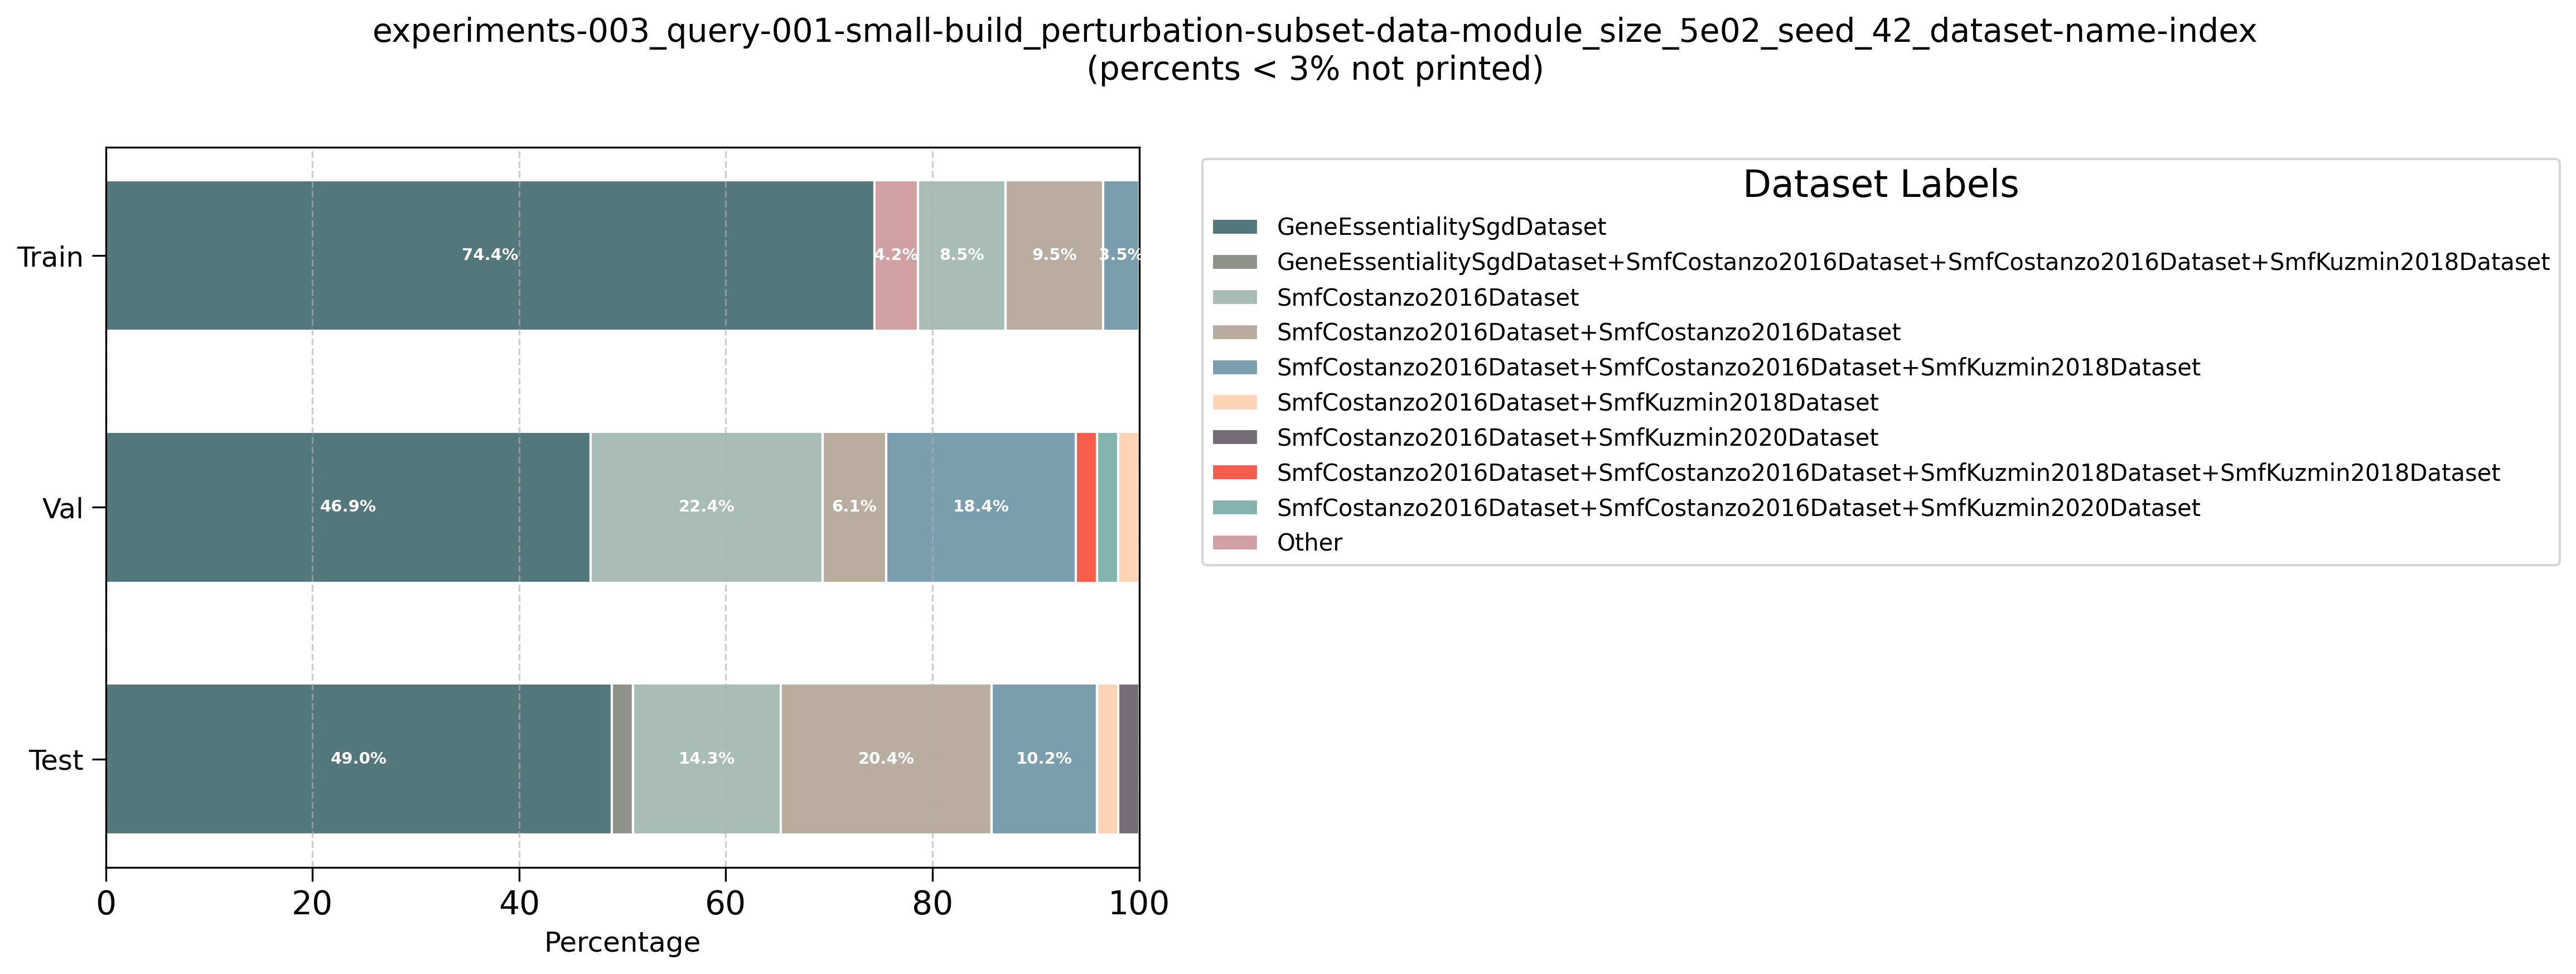 experiments-003_query-001-small-build_perturbation-subset-data-module_size_5e02_seed_42_dataset-name-index
(percents < 3% not printed)
Train
74.4%
4.2%
8.5%
9.5%
3.5%
Val
46.9%
22.4%
6.1%
18.4%
Test
49.0%
14.3%
20.4%
10.2%
0
20
40
60
80
100
Percentage
Dataset Labels
GeneEssentialitySgdDataset
GeneEssentialitySgdDataset+SmfCostanzo2016Dataset+SmfCostanzo2016Dataset+SmfKuzmin2018Dataset
SmfCostanzo2016Dataset
SmfCostanzo2016Dataset+SmfCostanzo2016Dataset
SmfCostanzo2016Dataset+SmfCostanzo2016Dataset+SmfKuzmin2018Dataset
SmfCostanzo2016Dataset+SmfKuzmin2018Dataset
SmfCostanzo2016Dataset+SmfKuzmin2020Dataset
SmfCostanzo2016Dataset+SmfCostanzo2016Dataset+SmfKuzmin2018Dataset+SmfKuzmin2018Dataset
SmfCostanzo2016Dataset+SmfCostanzo2016Dataset+SmfKuzmin2020Dataset
Other